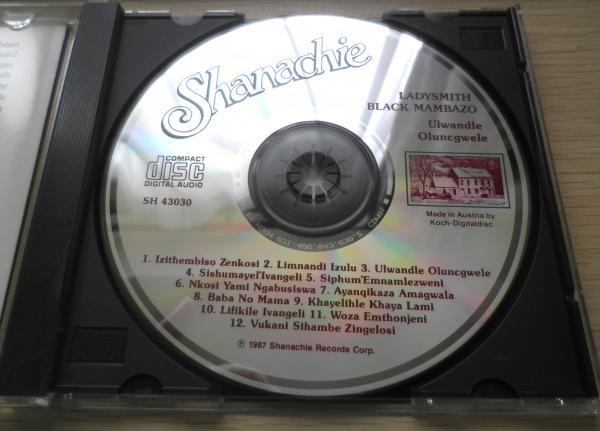 Shanachie
LADYSMITH
BLACK MAMBAZO
Ulwandle
Oluncgwele
COMPACT
disc
DIGITAL AUDIO
SH 43030
Made in Austria by
Koch-Digitaldisc
1. Izithembiso Zenkosi 2. Limnandi Izulu 3. Ulwandle Oluncgwele
4. Sishumayel'Ivangeli 5. Siphum'Emnamlezweni
6. Nkosi Yami Ngabusiswa 7. Ayanqikaza Amagwala
8. Baba No Mama 9. Khayelihle Khaya Lami
10. Lifikile Ivangeli 11. Woza Emthonjeni
12. Vukani Sihambe Zingelosi
℗ 1987 Shanachie Records Corp.